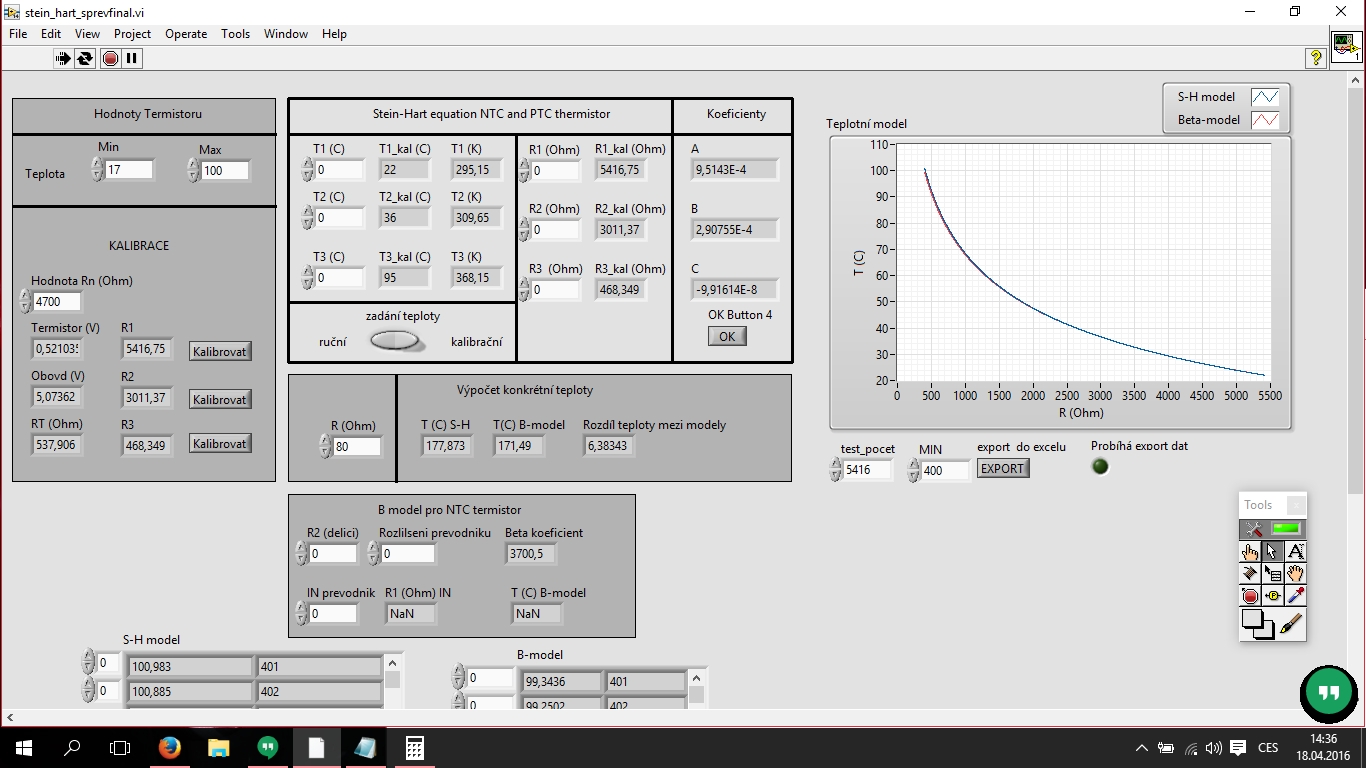 stein_hart_sprevfinal.vi
File Edit View Project Operate Tools Window Help
1
Hodnoty Termistoru
Min Max
Teplota 17 100
KALIBRACE
Hodnota Rn (Ohm)
4700
Termistor (V) R1
0,52103 5416,75 Kalibrovat
Obovd (V) R2
5,07362 3011,37 Kalibrovat
RT (Ohm) R3
537,906 468,349 Kalibrovat
Stein-Hart equation NTC and PTC thermistor Koeficienty
T1 (C) T1_kal (C) T1 (K) R1 (Ohm) R1_kal (Ohm) A
0 22 295,15 0 5416,75 9,5143E-4
T2 (C) T2_kal (C) T2 (K) R2 (Ohm) R2_kal (Ohm) B
0 36 309,65 0 3011,37 2,90755E-4
T3 (C) T3_kal (C) T3 (K) R3 (Ohm) R3_kal (Ohm) C
0 95 368,15 0 468,349 -9,91614E-8
zadání teploty OK Button 4
ruční kalibrační OK
Výpočet konkrétní teploty
R (Ohm) T (C) S-H T(C) B-model Rozdíl teploty mezi modely
80 177,873 171,49 6,38343
B model pro NTC termistor
R2 (delici) Rozlilseni prevodniku Beta koeficient
0 0 3700,5
IN prevodnik R1 (Ohm) IN T (C) B-model
0 NaN NaN
S-H model
0 100,983 401
0 100,885 402
B-model
0 99,3436 401
0 99,2502 402
S-H model
Beta-model
Teplotní model
110
100
90
80
70
60
50
40
30
20
T (C)
0 500 1000 1500 2000 2500 3000 3500 4000 4500 5000 5500
R (Ohm)
test_pocet MIN export do excelu Probíhá exoort dat
5416 400 EXPORT
Tools
14:36
CES
18.04.2016